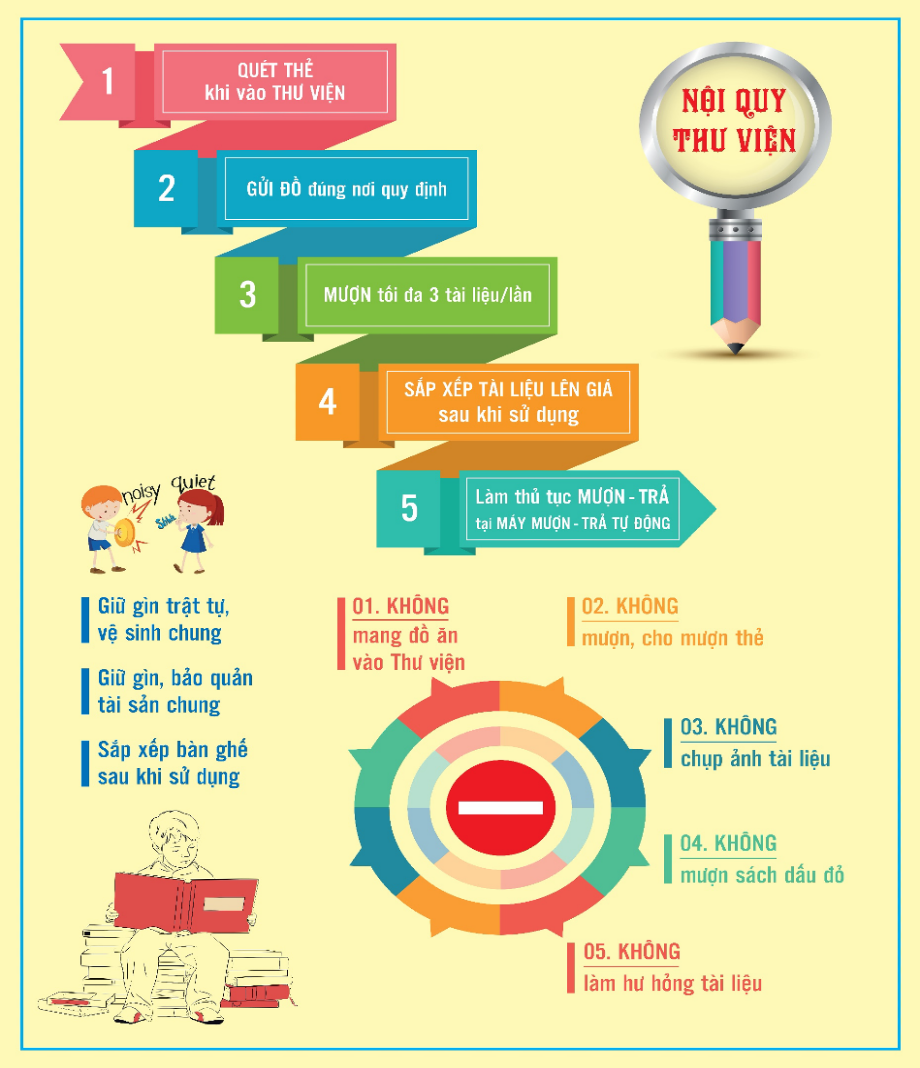 NỘI QUY
THƯ VIỆN
1
QUÉT THẺ
khi vào THƯ VIỆN
2
GỬI ĐỒ đúng nơi quy định
3
MƯỢN tối đa 3 tài liệu/lần
4
SẮP XẾP TÀI LIỆU LÊN GIÁ
sau khi sử dụng
5
Làm thủ tục MƯỢN - TRẢ
tại MÁY MƯỢN - TRẢ TỰ ĐỘNG
noisy
quiet
Shhh
Giữ gìn trật tự,
vệ sinh chung
Giữ gìn, bảo quản
tài sản chung
Sắp xếp bàn ghế
sau khi sử dụng
01. KHÔNG
mang đồ ăn
vào Thư viện
02. KHÔNG
mượn, cho mượn thẻ
03. KHÔNG
chụp ảnh tài liệu
04. KHÔNG
mượn sách dấu đỏ
05. KHÔNG
làm hư hỏng tài liệu